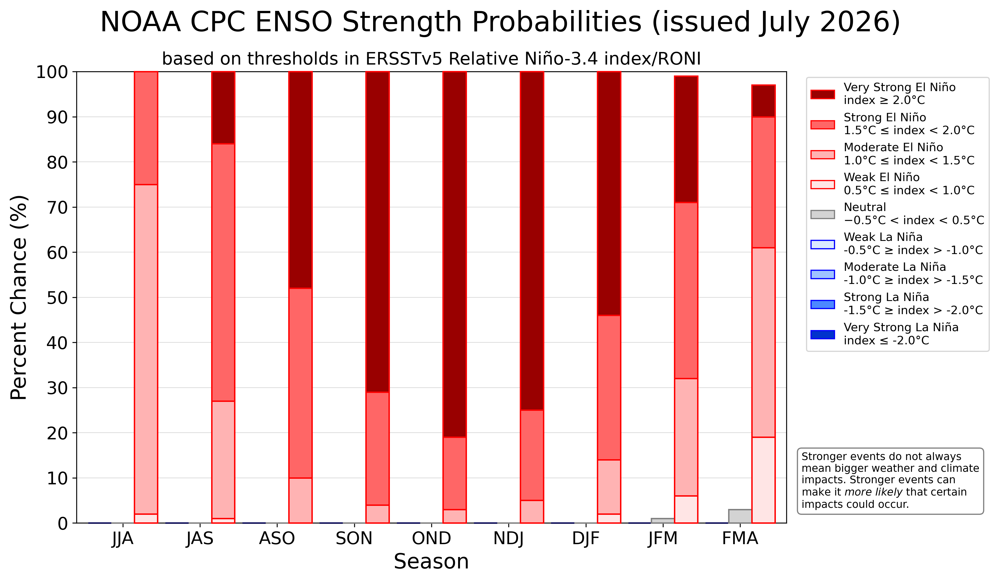 NOAA CPC ENSO Strength Probabilities (issued July 2026)
based on thresholds in ERSSTv5 Relative Niño-3.4 index/RONI
Percent Chance (%)
100
90
80
70
60
50
40
30
20
10
0
JJA
JAS
ASO
SON
OND
NDJ
DJF
JFM
FMA
Season
Very Strong El Niño
index ≥ 2.0°C
Strong El Niño
1.5°C ≤ index < 2.0°C
Moderate El Niño
1.0°C ≤ index < 1.5°C
Weak El Niño
0.5°C ≤ index < 1.0°C
Neutral
−0.5°C < index < 0.5°C
Weak La Niña
-0.5°C ≥ index > -1.0°C
Moderate La Niña
-1.0°C ≥ index > -1.5°C
Strong La Niña
-1.5°C ≥ index > -2.0°C
Very Strong La Niña
index ≤ -2.0°C
Stronger events do not always
mean bigger weather and climate
impacts. Stronger events can
make it more likely that certain
impacts could occur.